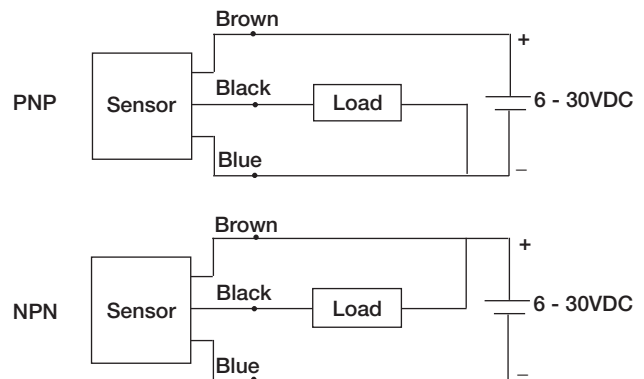 Brown
+
Black
PNP
Sensor
Load
6 - 30VDC
Blue
–
Brown
+
Black
NPN
Sensor
Load
6 - 30VDC
Blue
–